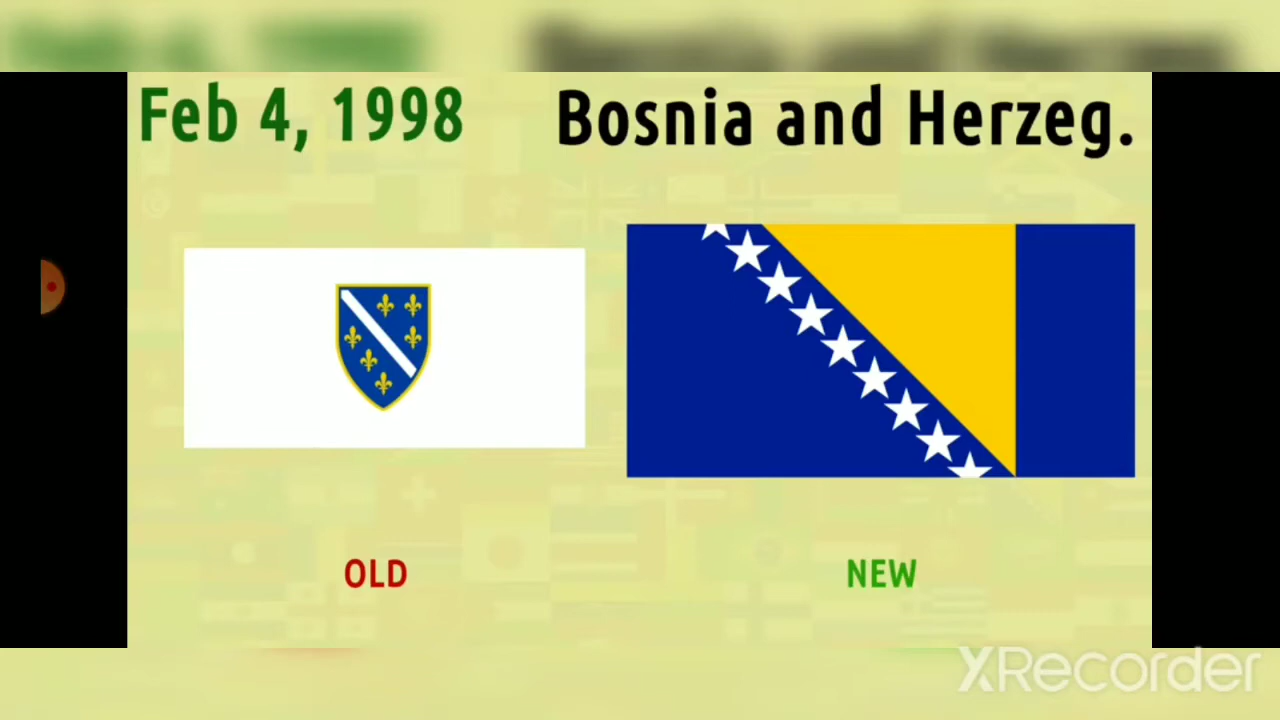 Feb 4, 1998
Bosnia and Herzeg.
OLD
NEW
XRecorder